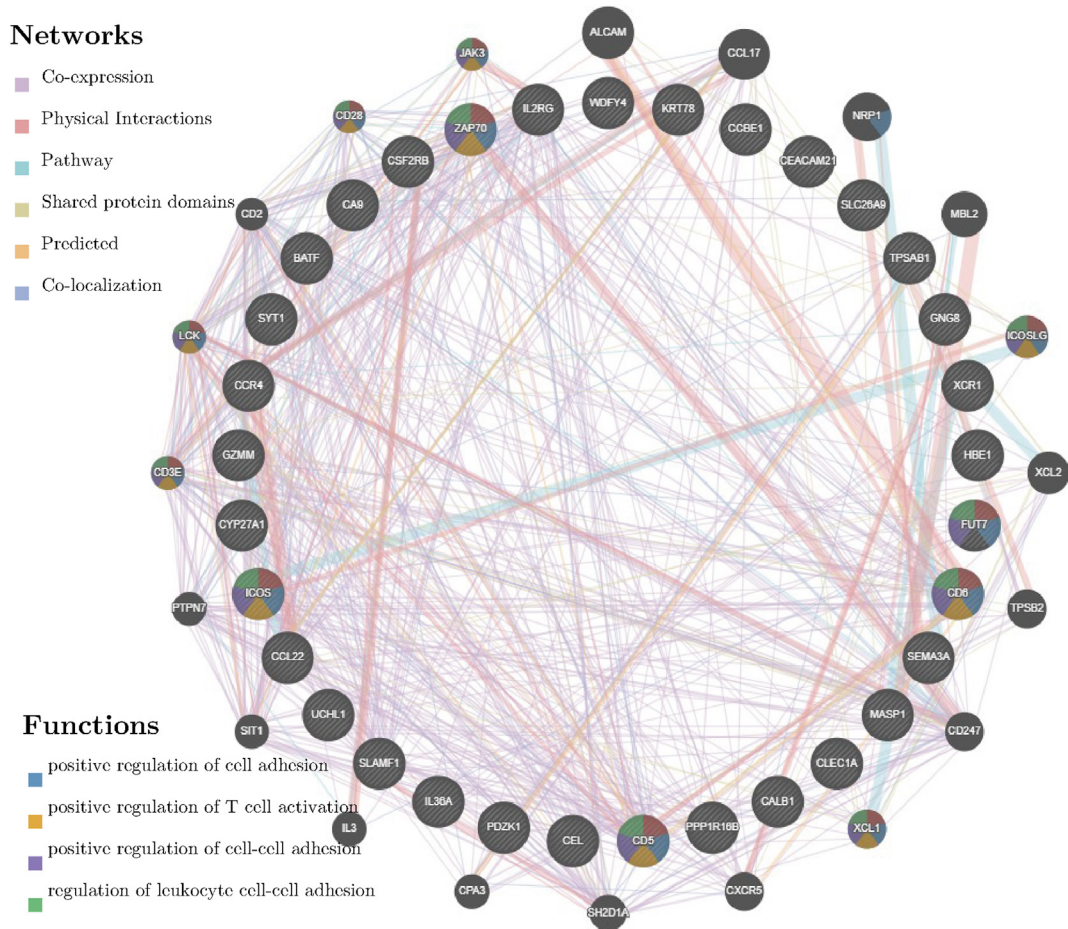 Networks
Co-expression
Physical Interactions
Pathway
Shared protein domains
Predicted
Co-localization
ALCAM
CCL17
JAK3
IL2RG
WDFY4
KRT78
CD28
ZAP70
CCBE1
NRP1
CSF2RB
CEACAM21
CA9
SLC26A9
CD2
MBL2
BATF
TPSAB1
SYT1
GNG8
LCK
ICOSLG
CCR4
XCR1
GZMM
HBE1
CD3E
XCL2
CYP27A1
FUT7
ICOS
CD6
PTPN7
TPSB2
CCL22
SEMA3A
UCHL1
MASP1
SIT1
CD247
SLAMF1
CLEC1A
IL36A
CALB1
IL3
PDZK1
CEL
CD5
PPP1R16B
XCL1
CPA3
CXCR5
SH2D1A
Functions
positive regulation of cell adhesion
positive regulation of T cell activation
positive regulation of cell-cell adhesion
regulation of leukocyte cell-cell adhesion